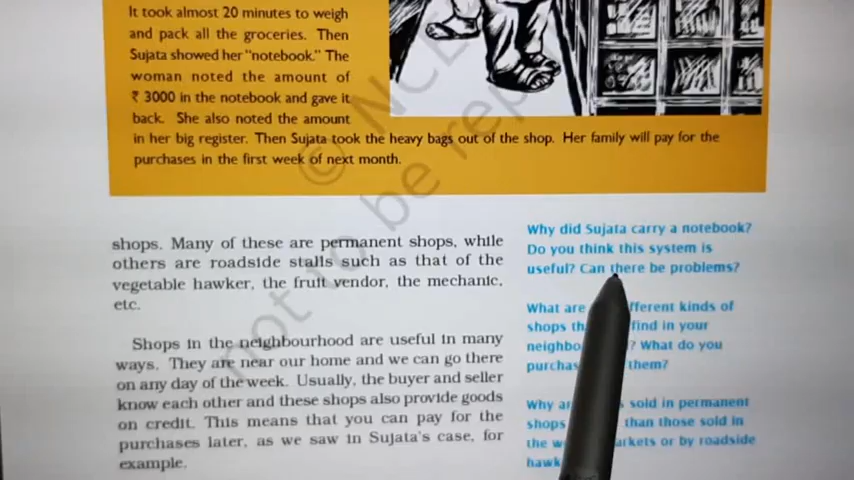 It took almost 20 minutes to weigh
and pack all the groceries. Then
Sujata showed her "notebook." The
woman noted the amount of
₹ 3000 in the notebook and gave it
back. She also noted the amount
in her big register. Then Sujata took the heavy bags out of the shop. Her family will pay for the
purchases in the first week of next month.
shops. Many of these are permanent shops, while
others are roadside stalls such as that of the
vegetable hawker, the fruit vendor, the mechanic,
etc.
Shops in the neighbourhood are useful in many
ways. They are near our home and we can go there
on any day of the week. Usually, the buyer and seller
know each other and these shops also provide goods
on credit. This means that you can pay for the
purchases later, as we saw in Sujata's case, for
example.
Why did Sujata carry a notebook?
Do you think this system is
useful? Can there be problems?
What are fferent kinds of
shops th find in your
neighbo ? What do you
purchas them?
Why ar sold in permanent
shops than those sold in
the w arkets or by roadside
hawk
© NCE
not to be rep